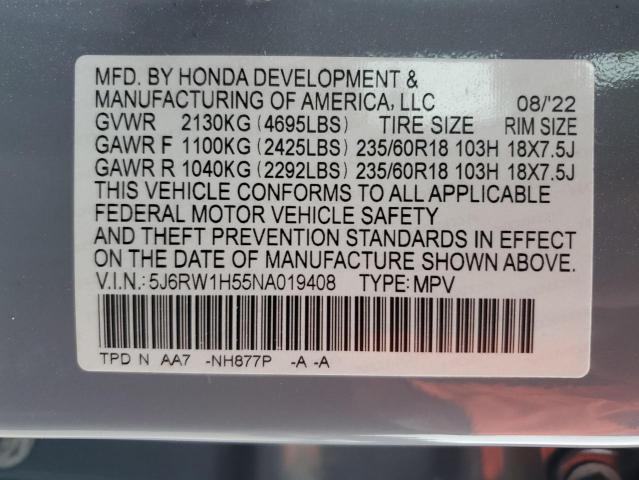 MFD. BY HONDA DEVELOPMENT &
MANUFACTURING OF AMERICA, LLC 08/'22
GVWR 2130KG (4695LBS) TIRE SIZE RIM SIZE
GAWR F 1100KG (2425LBS) 235/60R18 103H 18X7.5J
GAWR R 1040KG (2292LBS) 235/60R18 103H 18X7.5J
THIS VEHICLE CONFORMS TO ALL APPLICABLE
FEDERAL MOTOR VEHICLE SAFETY
AND THEFT PREVENTION STANDARDS IN EFFECT
ON THE DATE OF MANUFACTURE SHOWN ABOVE.
V.I.N.: 5J6RW1H55NA019408 TYPE: MPV
TPD N AA7 -NH877P -A -A